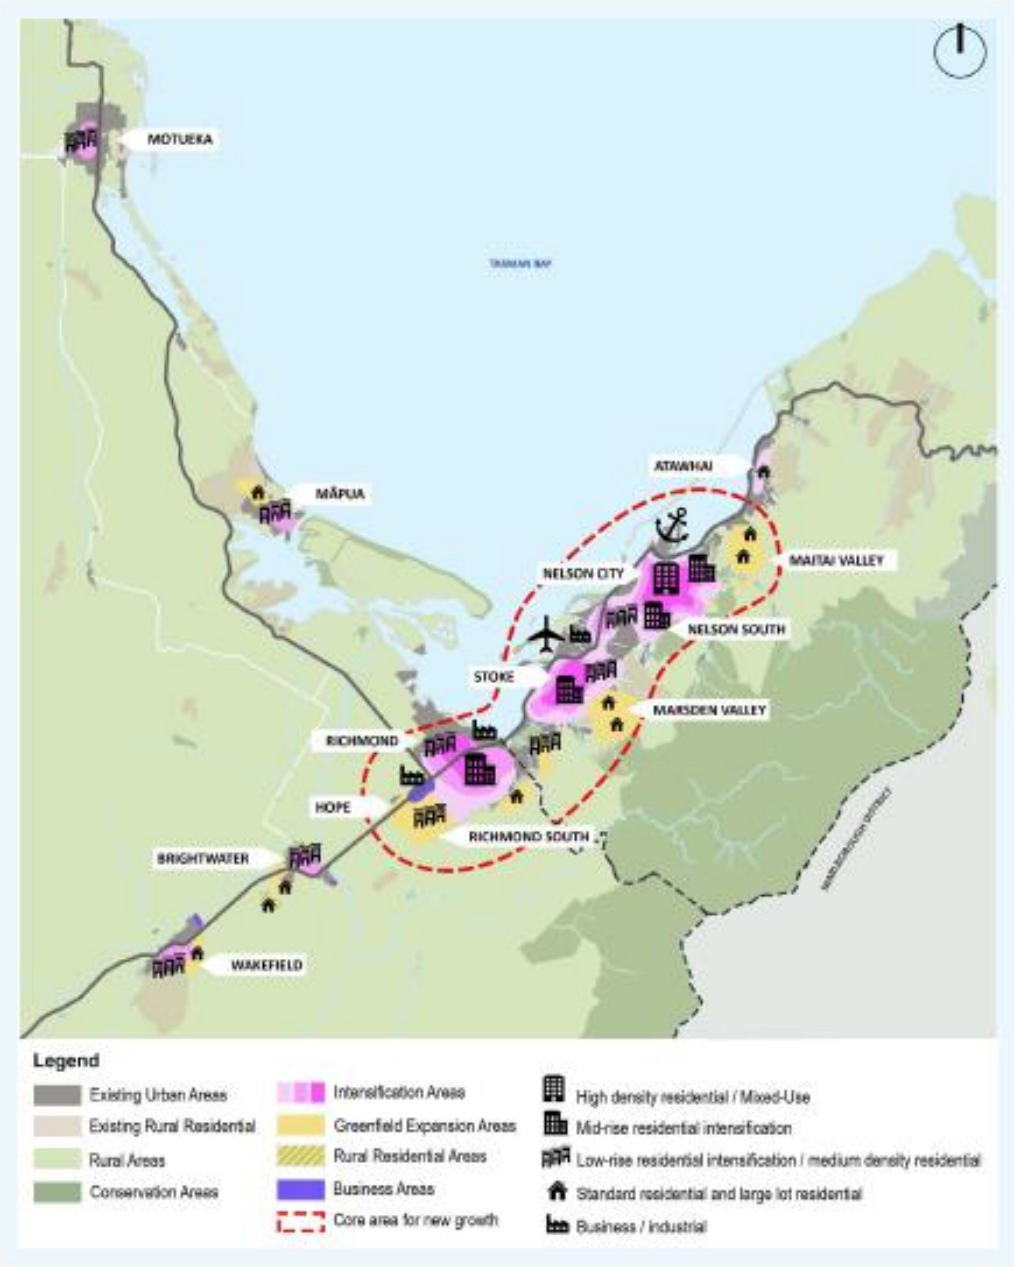 MOTUEKA
TASMAN BAY
ATAWHAI
MĀPUA
MAITAI VALLEY
NELSON CITY
NELSON SOUTH
STOKE
MARSDEN VALLEY
RICHMOND
HOPE
RICHMOND SOUTH
BRIGHTWATER
MARLBOROUGH DISTRICT
WAKEFIELD
Legend
Existing Urban Areas
Existing Rural Residential
Rural Areas
Conservation Areas
Intensification Areas
Greenfield Expansion Areas
Rural Residential Areas
Business Areas
Core area for new growth
High density residential / Mixed-Use
Mid-rise residential intensification
Low-rise residential intensification / medium density residential
Standard residential and large lot residential
Business / industrial